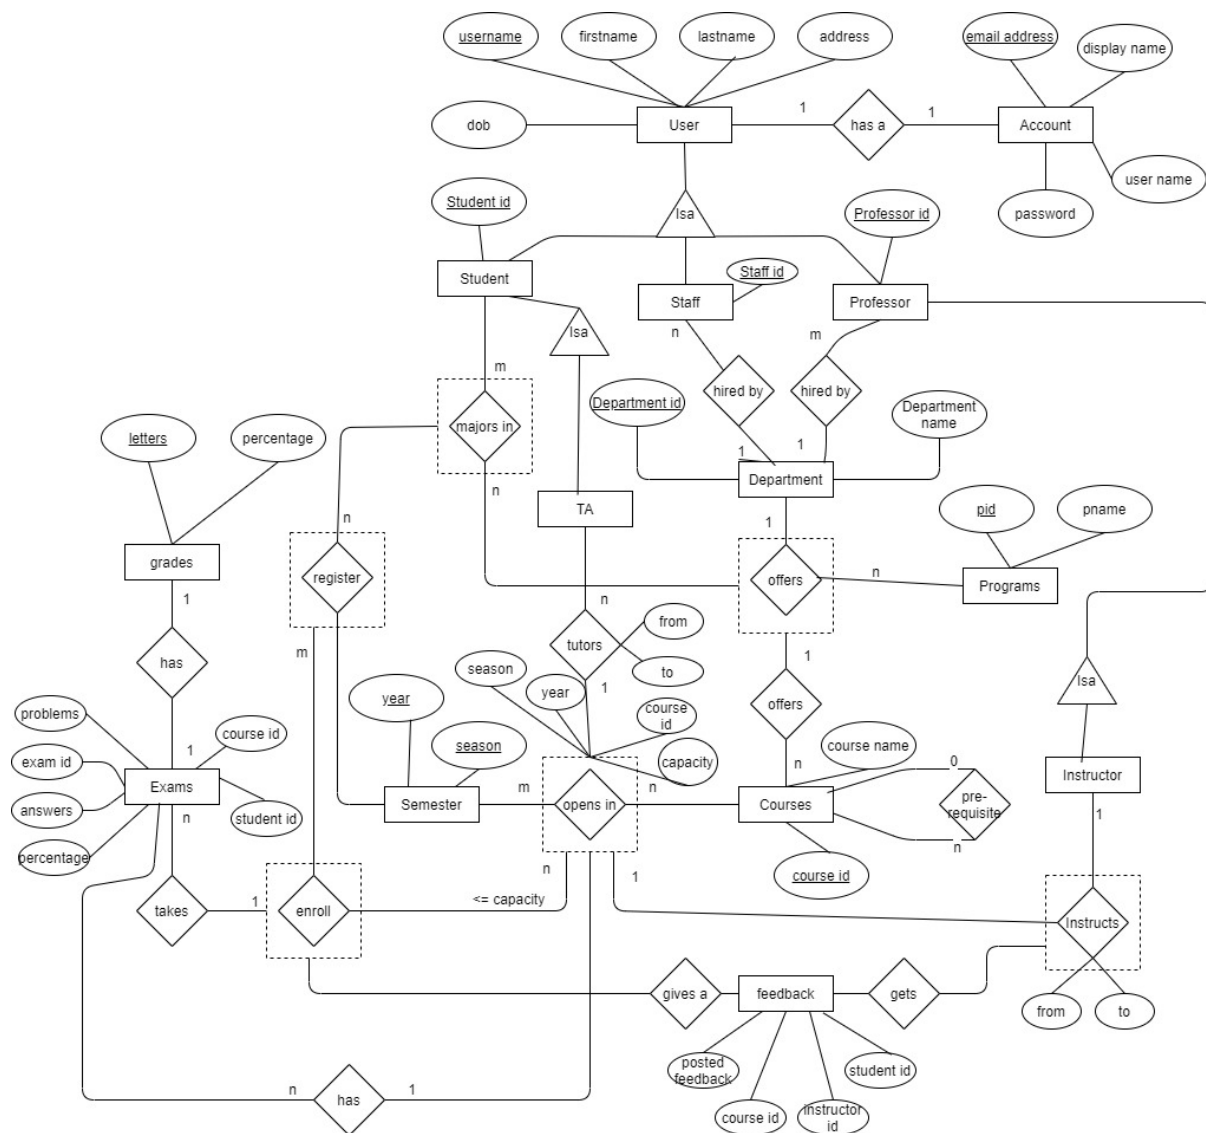 username
firstname
lastname
address
email address
display name
dob
User
1
has a
1
Account
user name
password
Student id
Isa
Professor id
Student
Staff id
Staff
Professor
Isa
n
m
m
hired by
hired by
Department id
Department
name
letters
percentage
majors in
1
1
Department
n
TA
n
1
pid
pname
grades
register
offers
n
Programs
1
n
from
m
tutors
to
has
season
year
1
course
id
1
offers
Isa
year
problems
course id
season
capacity
course name
1
exam id
Exams
n
0
Instructor
answers
student id
Semester
m
opens in
n
Courses
pre-
requisite
n
1
percentage
n
1
course id
takes
1
enroll
<= capacity
Instructs
gives a
feedback
gets
from
to
posted
feedback
student id
n
has
1
course id
instructor
id